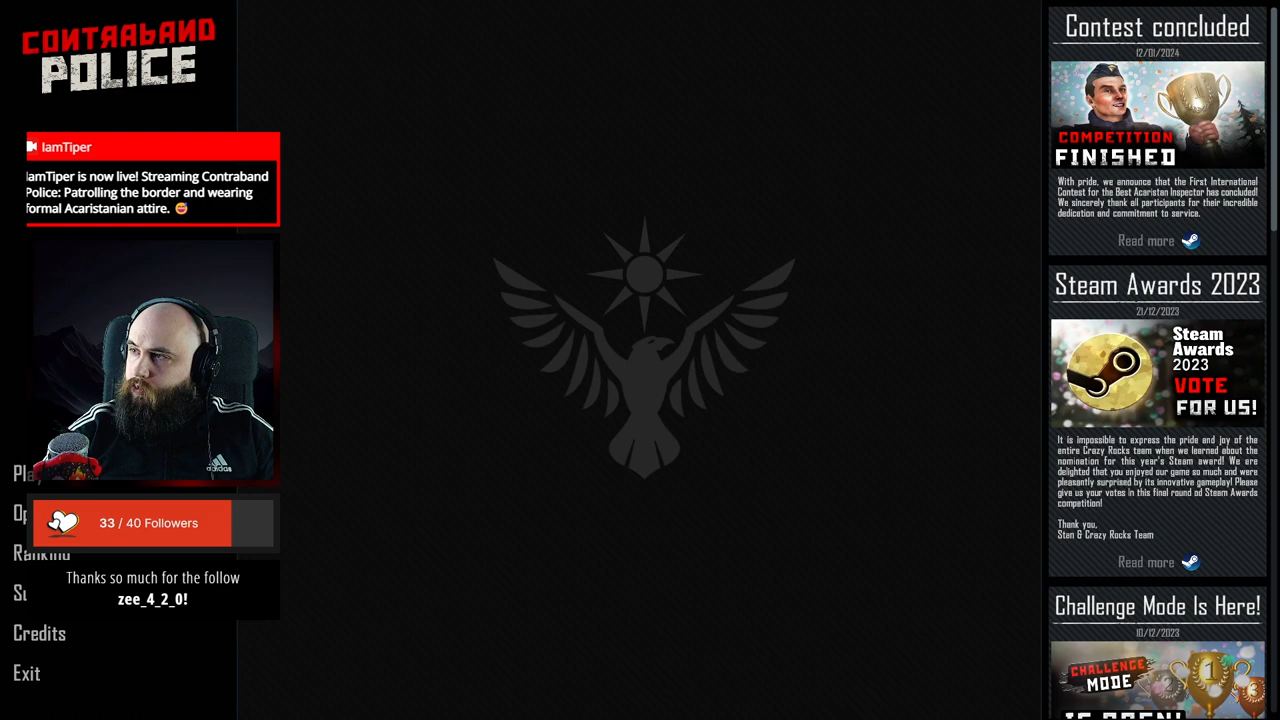 CONTRABAND
POLICE
IamTiper
IamTiper is now live! Streaming Contraband
Police: Patrolling the border and wearing
formal Acaristanian attire. 😅
adidas
33 / 40 Followers
Ranking
Thanks so much for the follow
zee_4_2_0!
Credits
Exit
Contest concluded
12/01/2024
COMPETITION
FINISHED
With pride, we announce that the First International
Contest for the Best Acaristan Inspector has concluded!
We sincerely thank all participants for their incredible
dedication and commitment to service.
Read more
Steam Awards 2023
21/12/2023
Steam
Awards
2023
VOTE
FOR US!
It is impossible to express the pride and joy of the
entire Crazy Rocks team when we learned about the
nomination for this year's Steam award! We are
delighted that you enjoyed our game so much and were
pleasantly surprised by its innovative gameplay! Please
give us your votes in this final round od Steam Awards
competition!
Thank you,
Sten & Crazy Rocks Team
Read more
Challenge Mode Is Here!
10/12/2023
CHALLENGE
MODE
2
1
3
IS OPEN!